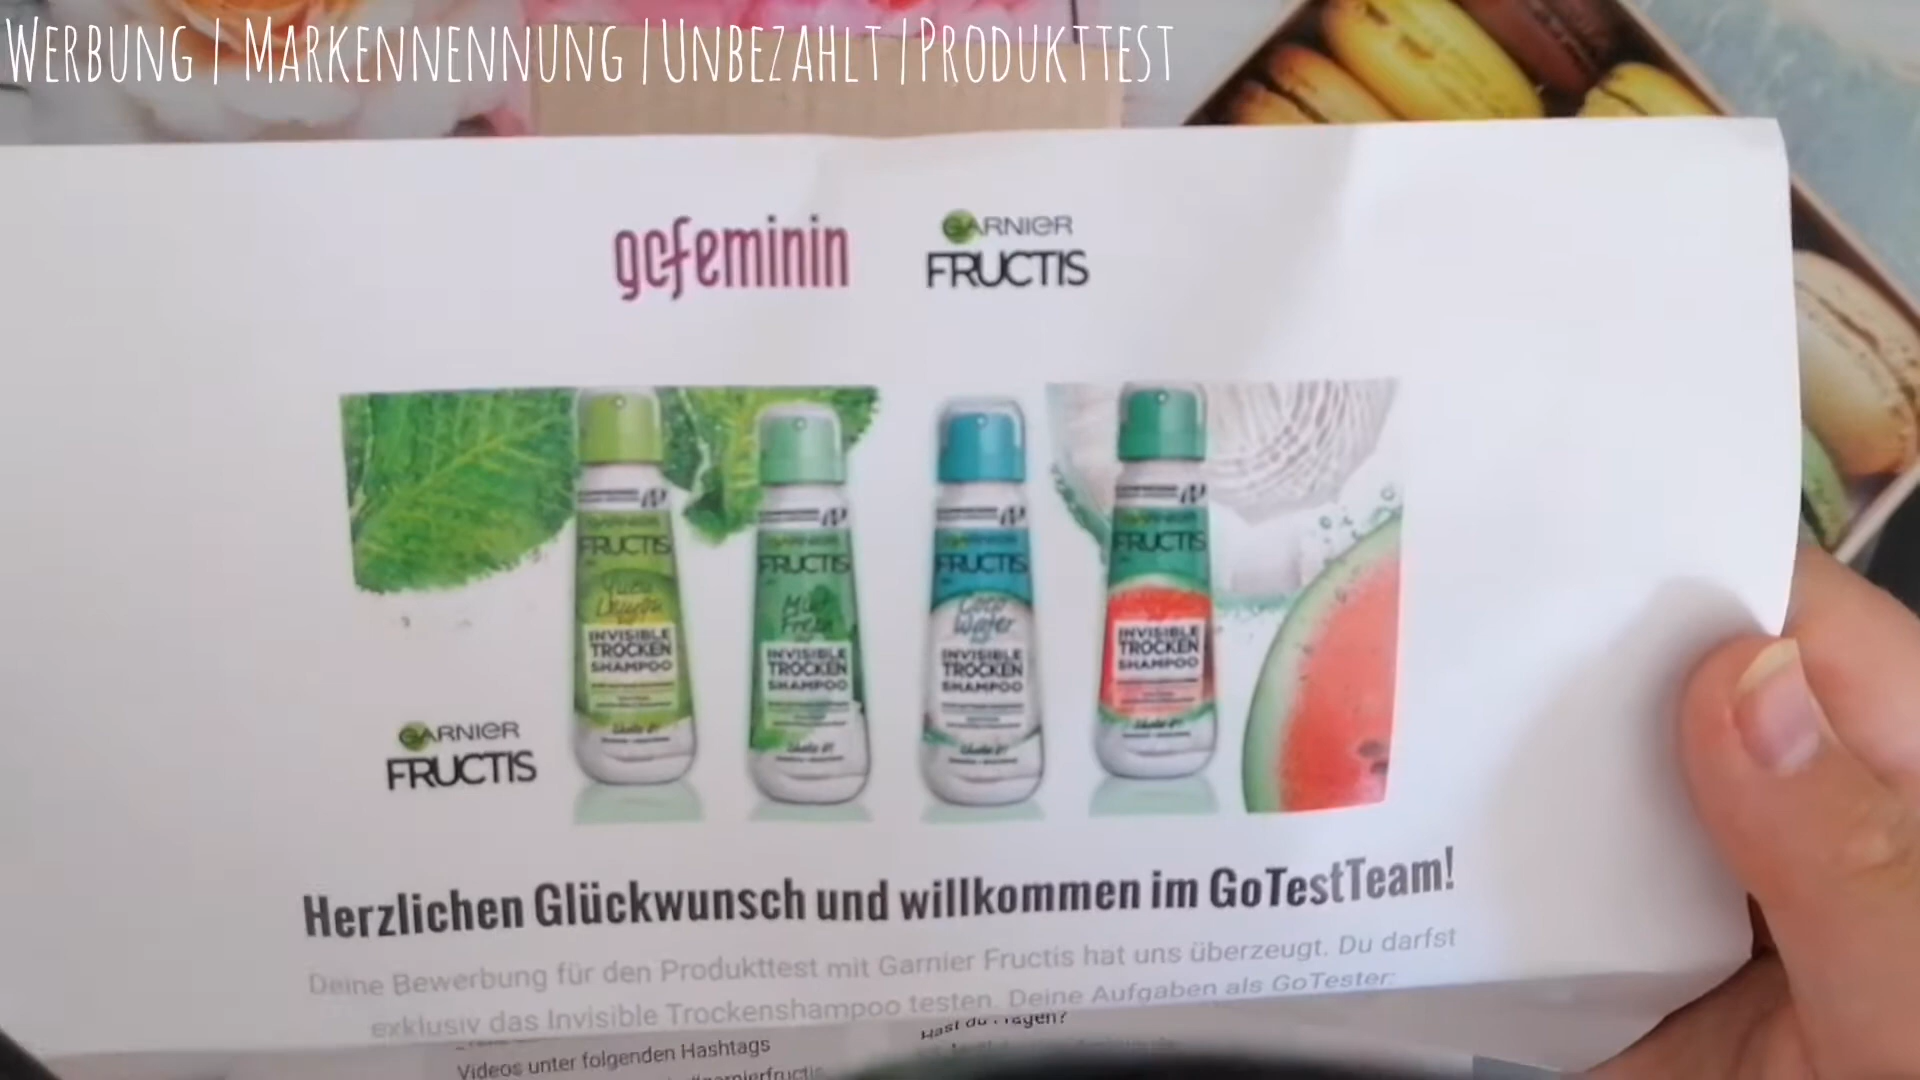 WERBUNG | MARKENNENNUNG | UNBEZAHLT | PRODUKTTEST
gofeminin
GARNIER
FRUCTIS
FRUCTIS
INVISIBLE
TROCKEN
SHAMPOO
FRUCTIS
INVISIBLE
TROCKEN
SHAMPOO
FRUCTIS
Coco
Water
INVISIBLE
TROCKEN
SHAMPOO
FRUCTIS
INVISIBLE
TROCKEN
SHAMPOO
GARNIER
FRUCTIS
Herzlichen Glückwunsch und willkommen im GoTestTeam!
Deine Bewerbung für den Produkttest mit Garnier Fructis hat uns überzeugt. Du darfst
exklusiv das Invisible Trockenshampoo testen. Deine Aufgaben als GoTester:
Hast du Fragen?
Videos unter folgenden Hashtags